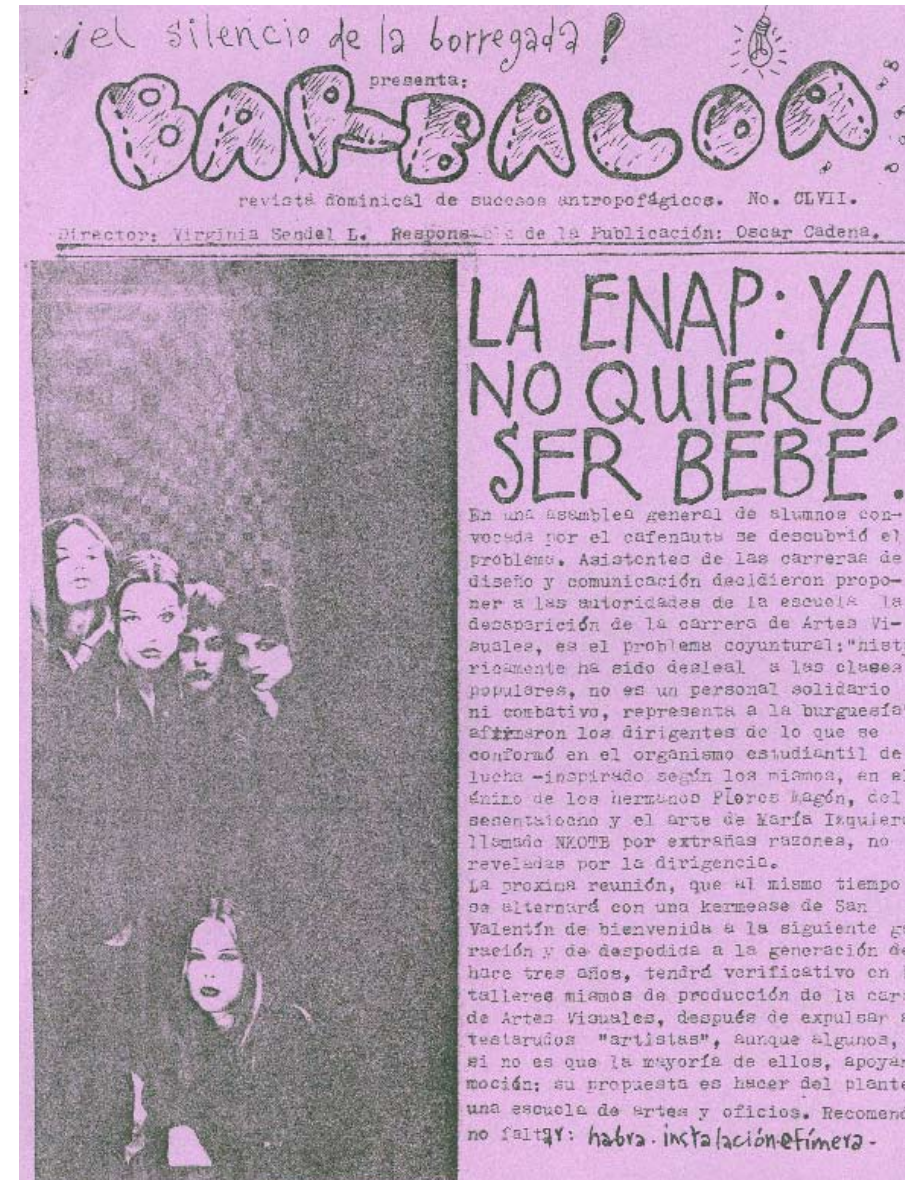 ¡el silencio de la borregada!
presenta:
BARBACOA
revista dominical de sucesos antropofágicos. No. CLVII.
Director: Virginia Sendel L. Responsable de la Publicación: Oscar Cadena.
LA ENAP: YA
NO QUIERO
SER BEBÉ.
En una asamblea general de alumnos con-
vocada por el cafenauta se descubrió el
problema. Asistentes de las carreras de
diseño y comunicación decidieron propo-
ner a las autoridades de la escuela la
desaparición de la carrera de Artes Vi-
suales, es el problema coyuntural:"hist
ricamente ha sido desleal a las clases
populares, no es un personal solidario
ni combativo, representa a la burguesía"
afirmaron los dirigentes de lo que se
conformó en el organismo estudiantil de
lucha -inspirado según los mismos, en el
ánimo de los hermanos Flores Magón, del
sesentaiocho y el arte de María Izquier
llamado NKOTB por extrañas razones, no
reveladas por la dirigencia.
La proxima reunión, que al mismo tiempo
se alternará con una kermesse de San
Valentín de bienvenida a la siguiente ge
ración y de despedida a la generación de
hace tres años, tendrá verificativo en
talleres mismos de producción de la car
de Artes Visuales, después de expulsar a
testarudos "artistas", aunque algunos,
si no es que la mayoría de ellos, apoyan
moción; su propuesta es hacer del plante
una escuela de artes y oficios. Recomend
no faltar: habra instalación efímera-